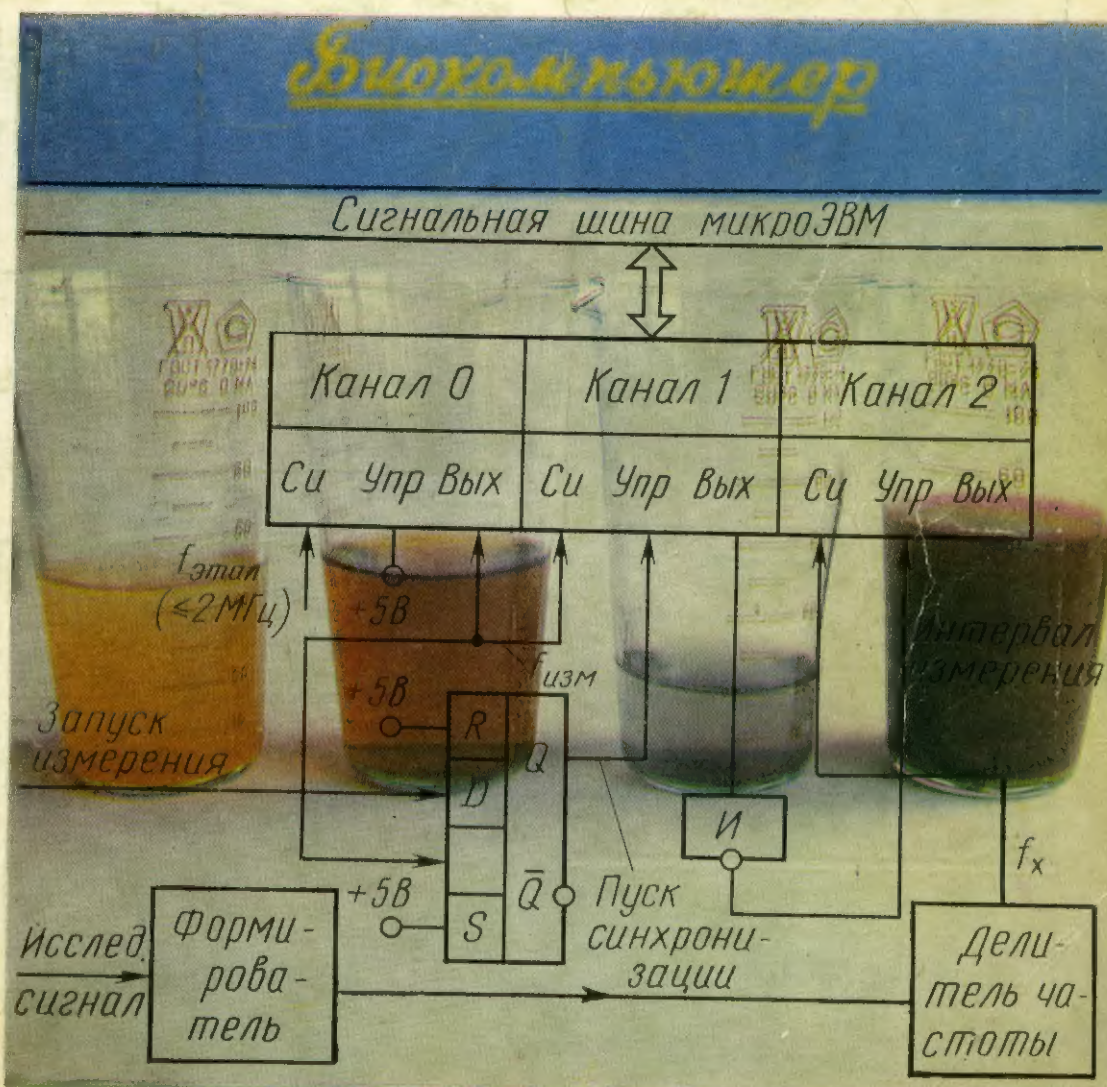 Биокомпьютер
Сигнальная шина микроЭВМ
Канал 0
Канал 1
Канал 2
Си Упр Вых
Си Упр Вых
Си Упр Вых
fэтал
(≤2МГц)
+5В
fизм
Интервал
измерения
+5В
Запуск
измерения
R
Q
D
И
fx
+5В
Q̅
S
Пуск
синхрони-
зации
Исслед.
сигнал
Форми-
рова-
тель
Дели-
тель ча-
стоты